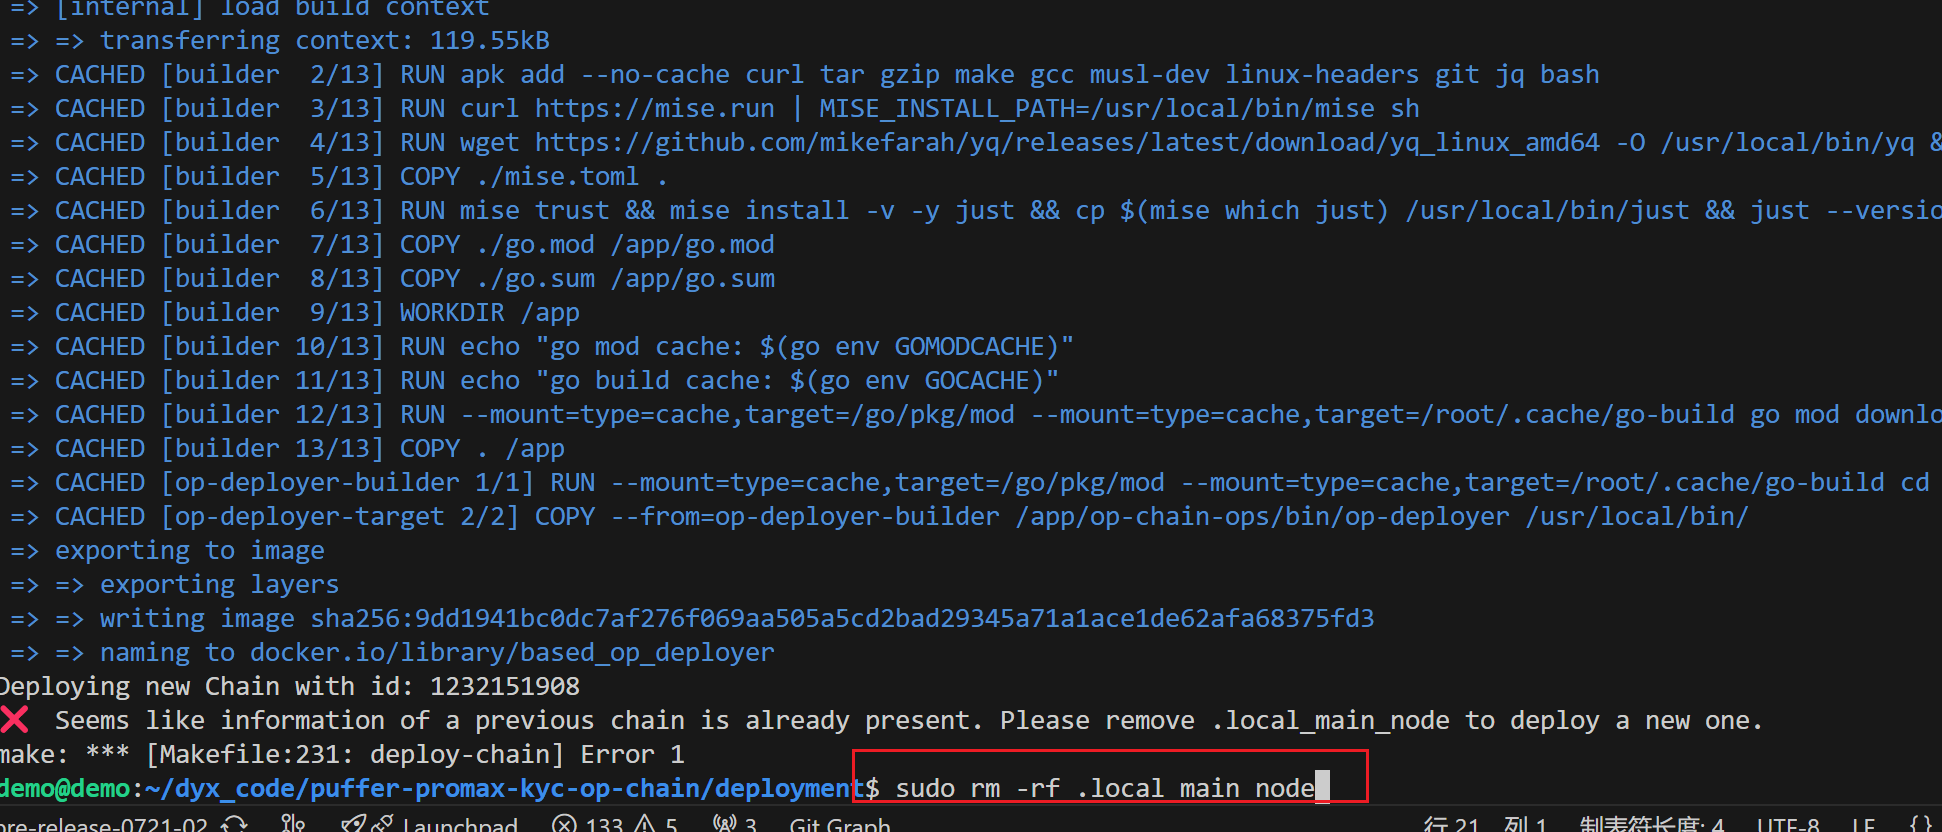 => [internal] load build context
=> => transferring context: 119.55kB
=> CACHED [builder  2/13] RUN apk add --no-cache curl tar gzip make gcc musl-dev linux-headers git jq bash
=> CACHED [builder  3/13] RUN curl https://mise.run | MISE_INSTALL_PATH=/usr/local/bin/mise sh
=> CACHED [builder  4/13] RUN wget https://github.com/mikefarah/yq/releases/latest/download/yq_linux_amd64 -O /usr/local/bin/yq &
=> CACHED [builder  5/13] COPY ./mise.toml .
=> CACHED [builder  6/13] RUN mise trust && mise install -v -y just && cp $(mise which just) /usr/local/bin/just && just --versio
=> CACHED [builder  7/13] COPY ./go.mod /app/go.mod
=> CACHED [builder  8/13] COPY ./go.sum /app/go.sum
=> CACHED [builder  9/13] WORKDIR /app
=> CACHED [builder 10/13] RUN echo "go mod cache: $(go env GOMODCACHE)"
=> CACHED [builder 11/13] RUN echo "go build cache: $(go env GOCACHE)"
=> CACHED [builder 12/13] RUN --mount=type=cache,target=/go/pkg/mod --mount=type=cache,target=/root/.cache/go-build go mod downlo
=> CACHED [builder 13/13] COPY . /app
=> CACHED [op-deployer-builder 1/1] RUN --mount=type=cache,target=/go/pkg/mod --mount=type=cache,target=/root/.cache/go-build cd
=> CACHED [op-deployer-target 2/2] COPY --from=op-deployer-builder /app/op-chain-ops/bin/op-deployer /usr/local/bin/
=> exporting to image
=> => exporting layers
=> => writing image sha256:9dd1941bc0dc7af276f069aa505a5cd2bad29345a71a1ace1de62afa68375fd3
=> => naming to docker.io/library/based_op_deployer
Deploying new Chain with id: 1232151908
❌ Seems like information of a previous chain is already present. Please remove .local_main_node to deploy a new one.
make: *** [Makefile:231: deploy-chain] Error 1
demo@demo:~/dyx_code/puffer-promax-kyc-op-chain/deployment$ sudo rm -rf .local_main_node
pre-release-0721-02 Launchpad 133 5 3 Git Graph 行 21 列 1 制表符长度: 4 UTF-8 LF {}